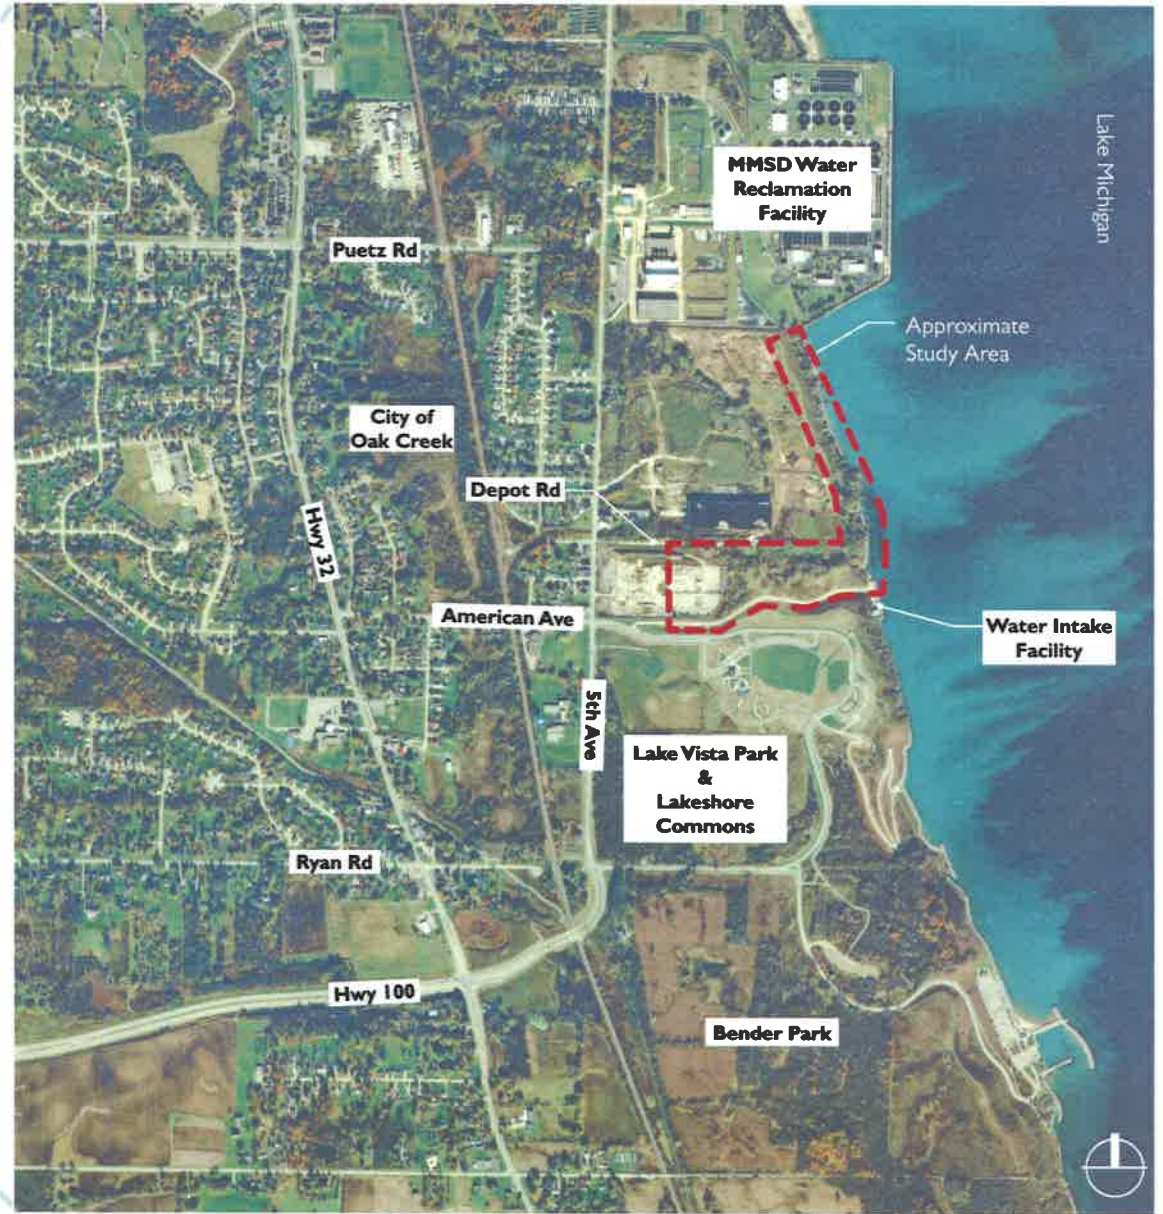 Lake Michigan
MMSD Water
Reclamation
Facility
Puetz Rd
Approximate
Study Area
City of
Oak Creek
Depot Rd
Hwy 32
American Ave
Water Intake
Facility
5th Ave
Lake Vista Park
&
Lakeshore
Commons
Ryan Rd
Hwy 100
Bender Park